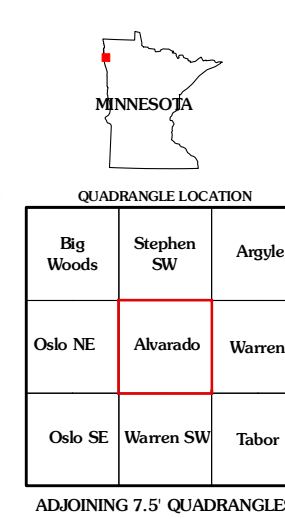 MINNESOTA
QUADRANGLE LOCATION
Big
Woods
Stephen
SW
Argyle
Oslo NE
Alvarado
Warren
Oslo SE
Warren SW
Tabor
ADJOINING 7.5' QUADRANGLES